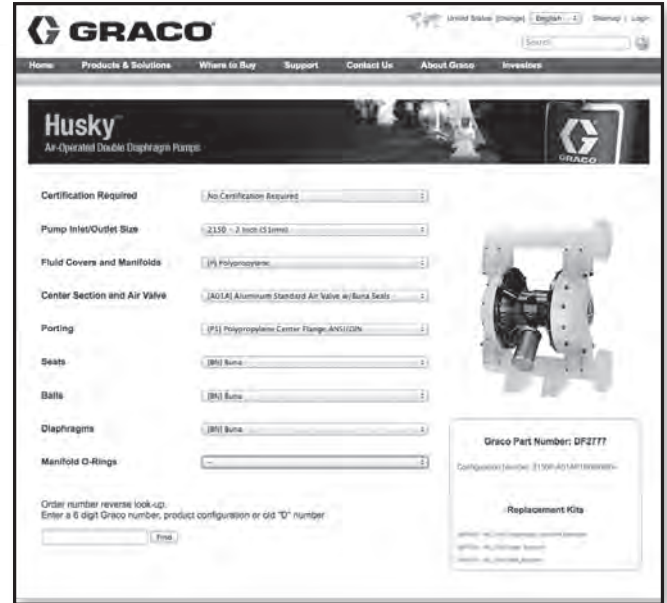 GRACO
United States [change] English Sitemap | Login
Search
Home Products & Solutions Where to Buy Support Contact Us About Graco Investors
Husky™
Air-Operated Double Diaphragm Pumps
GRACO
Certification Required No Certification Required
Pump Inlet/Outlet Size 2150 - 2 inch (51mm)
Fluid Covers and Manifolds [P] Polypropylene
Center Section and Air Valve [A01A] Aluminum Standard Air Valve w/Buna Seals
Porting [P1] Polypropylene Center Flange ANSI/DIN
Seats [BN] Buna
Balls [BN] Buna
Diaphragms [BN] Buna
Manifold O-Rings --
Graco Part Number: DF2777
Configuration Number:
Replacement Kits
Order number reverse look-up.
Enter a 6 digit Graco number, product configuration or old "D" number
Find